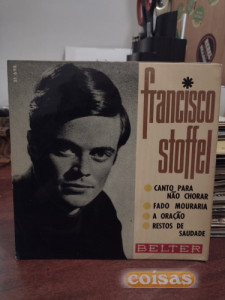 francisco
stoffel
CANTO PARA
NÃO CHORAR
FADO MOURARIA
A ORAÇÃO
RESTOS DE
SAUDADE
BELTER
coisas